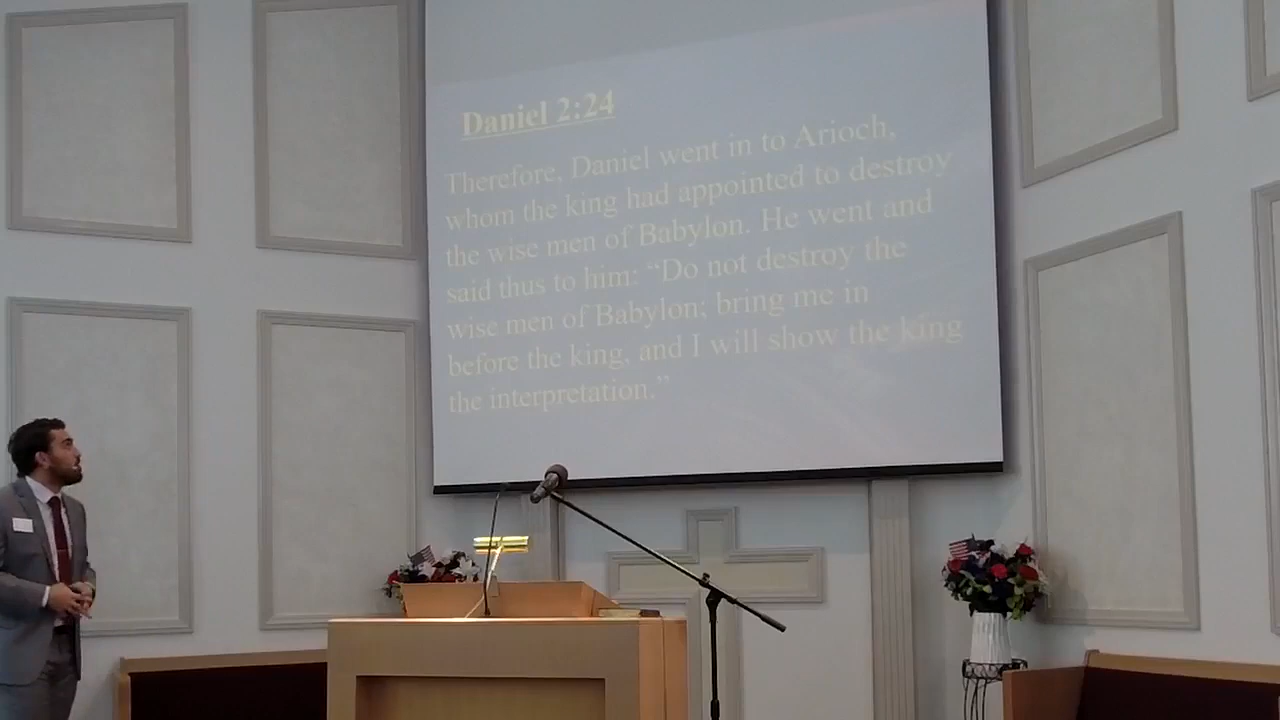 Daniel 2:24
Therefore, Daniel went in to Arioch,
whom the king had appointed to destroy
the wise men of Babylon. He went and
said thus to him: “Do not destroy the
wise men of Babylon; bring me in
before the king, and I will show the king
the interpretation.”